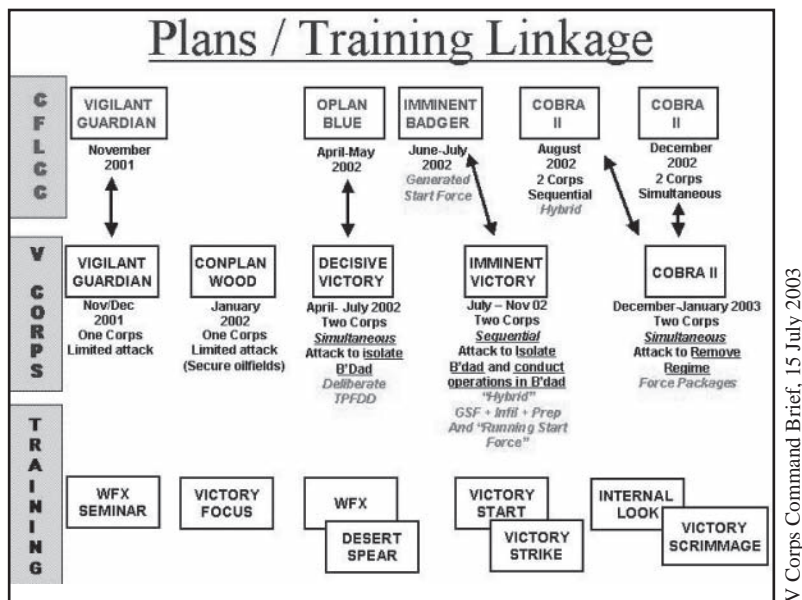 Plans / Training Linkage
CFLCC
VIGILANT
GUARDIAN
November
2001
OPLAN
BLUE
April-May
2002
IMMINENT
BADGER
June-July
2002
Generated
Start Force
COBRA
II
August
2002
2 Corps
Sequential
Hybrid
COBRA
II
December
2002
2 Corps
Simultaneous
V CORPS
VIGILANT
GUARDIAN
Nov/Dec
2001
One Corps
Limited attack
CONPLAN
WOOD
January
2002
One Corps
Limited attack
(Secure oilfields)
DECISIVE
VICTORY
April- July 2002
Two Corps
Simultaneous
Attack to isolate
B'Dad
Deliberate
TPFDD
IMMINENT
VICTORY
July – Nov 02
Two Corps
Sequential
Attack to Isolate
B'dad and conduct
operations in B'dad
"Hybrid"
GSF + Infil + Prep
And "Running Start
Force"
COBRA II
December-January 2003
Two Corps
Simultaneous
Attack to Remove
Regime
Force Packages
TRAINING
WFX
SEMINAR
VICTORY
FOCUS
WFX
DESERT
SPEAR
VICTORY
START
VICTORY
STRIKE
INTERNAL
LOOK
VICTORY
SCRIMMAGE
V Corps Command Brief, 15 July 2003